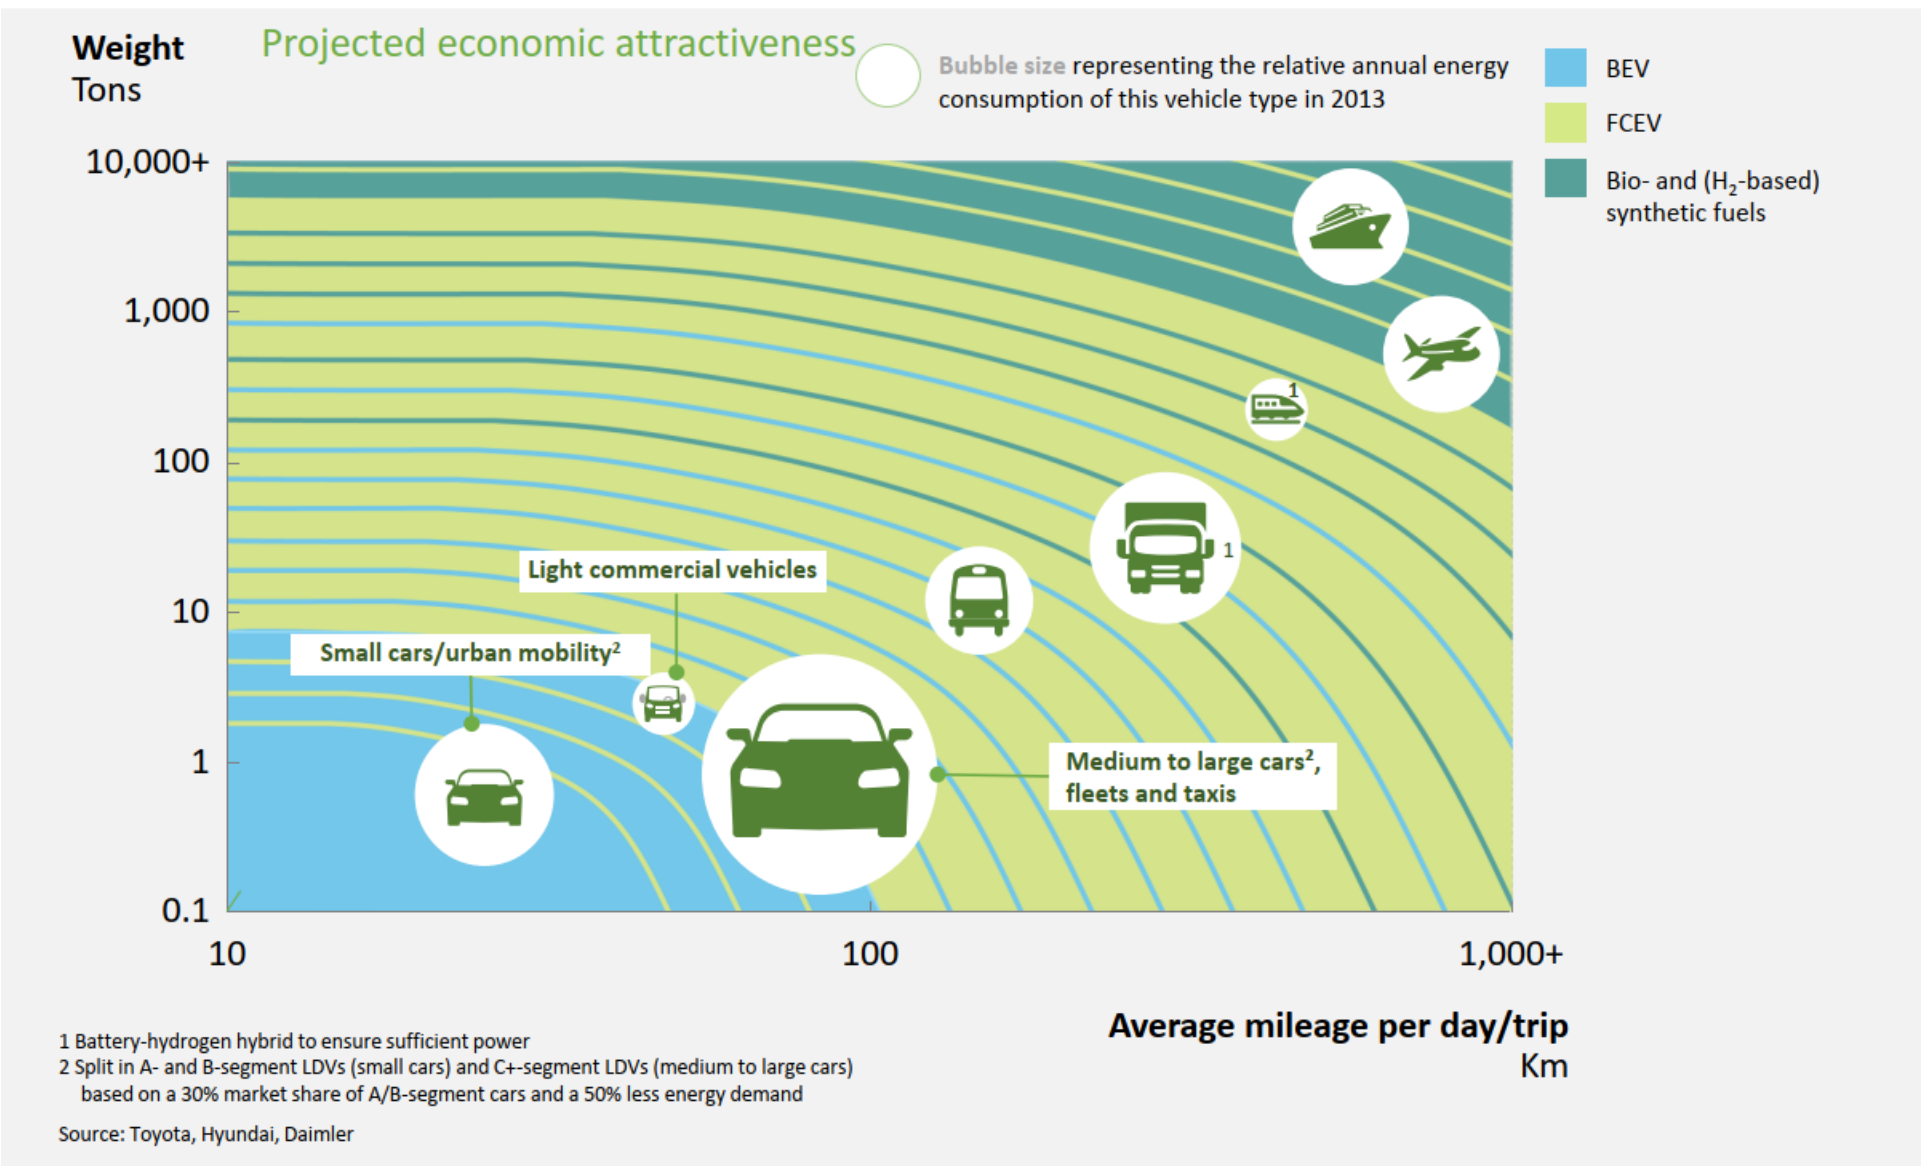 Weight
Tons
Projected economic attractiveness
Bubble size representing the relative annual energy
consumption of this vehicle type in 2013
BEV
FCEV
Bio- and (H₂-based)
synthetic fuels
10,000+
1,000
100
10
1
0.1
1
1
Light commercial vehicles
Small cars/urban mobility²
Medium to large cars²,
fleets and taxis
10
100
1,000+
Average mileage per day/trip
Km
1 Battery-hydrogen hybrid to ensure sufficient power
2 Split in A- and B-segment LDVs (small cars) and C+-segment LDVs (medium to large cars)
based on a 30% market share of A/B-segment cars and a 50% less energy demand
Source: Toyota, Hyundai, Daimler